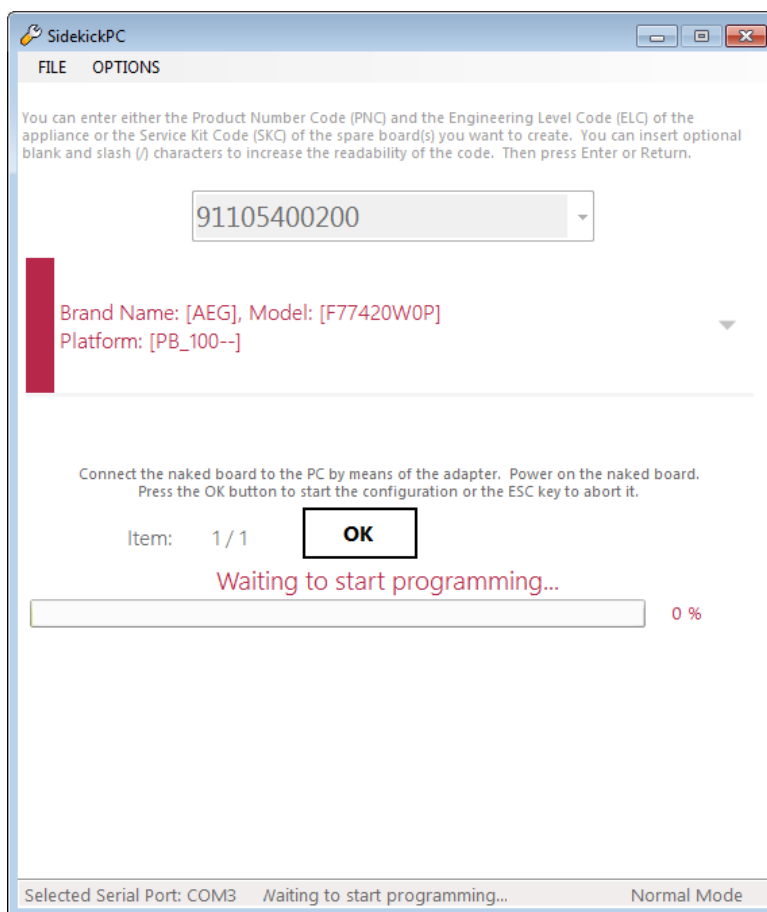 SidekickPC
FILE OPTIONS
You can enter either the Product Number Code (PNC) and the Engineering Level Code (ELC) of the
appliance or the Service Kit Code (SKC) of the spare board(s) you want to create. You can insert optional
blank and slash (/) characters to increase the readability of the code. Then press Enter or Return.
91105400200
Brand Name: [AEG], Model: [F77420W0P]
Platform: [PB_100--]
Connect the naked board to the PC by means of the adapter. Power on the naked board.
Press the OK button to start the configuration or the ESC key to abort it.
Item: 1 / 1 OK
Waiting to start programming...
0 %
Selected Serial Port: COM3 Waiting to start programming... Normal Mode